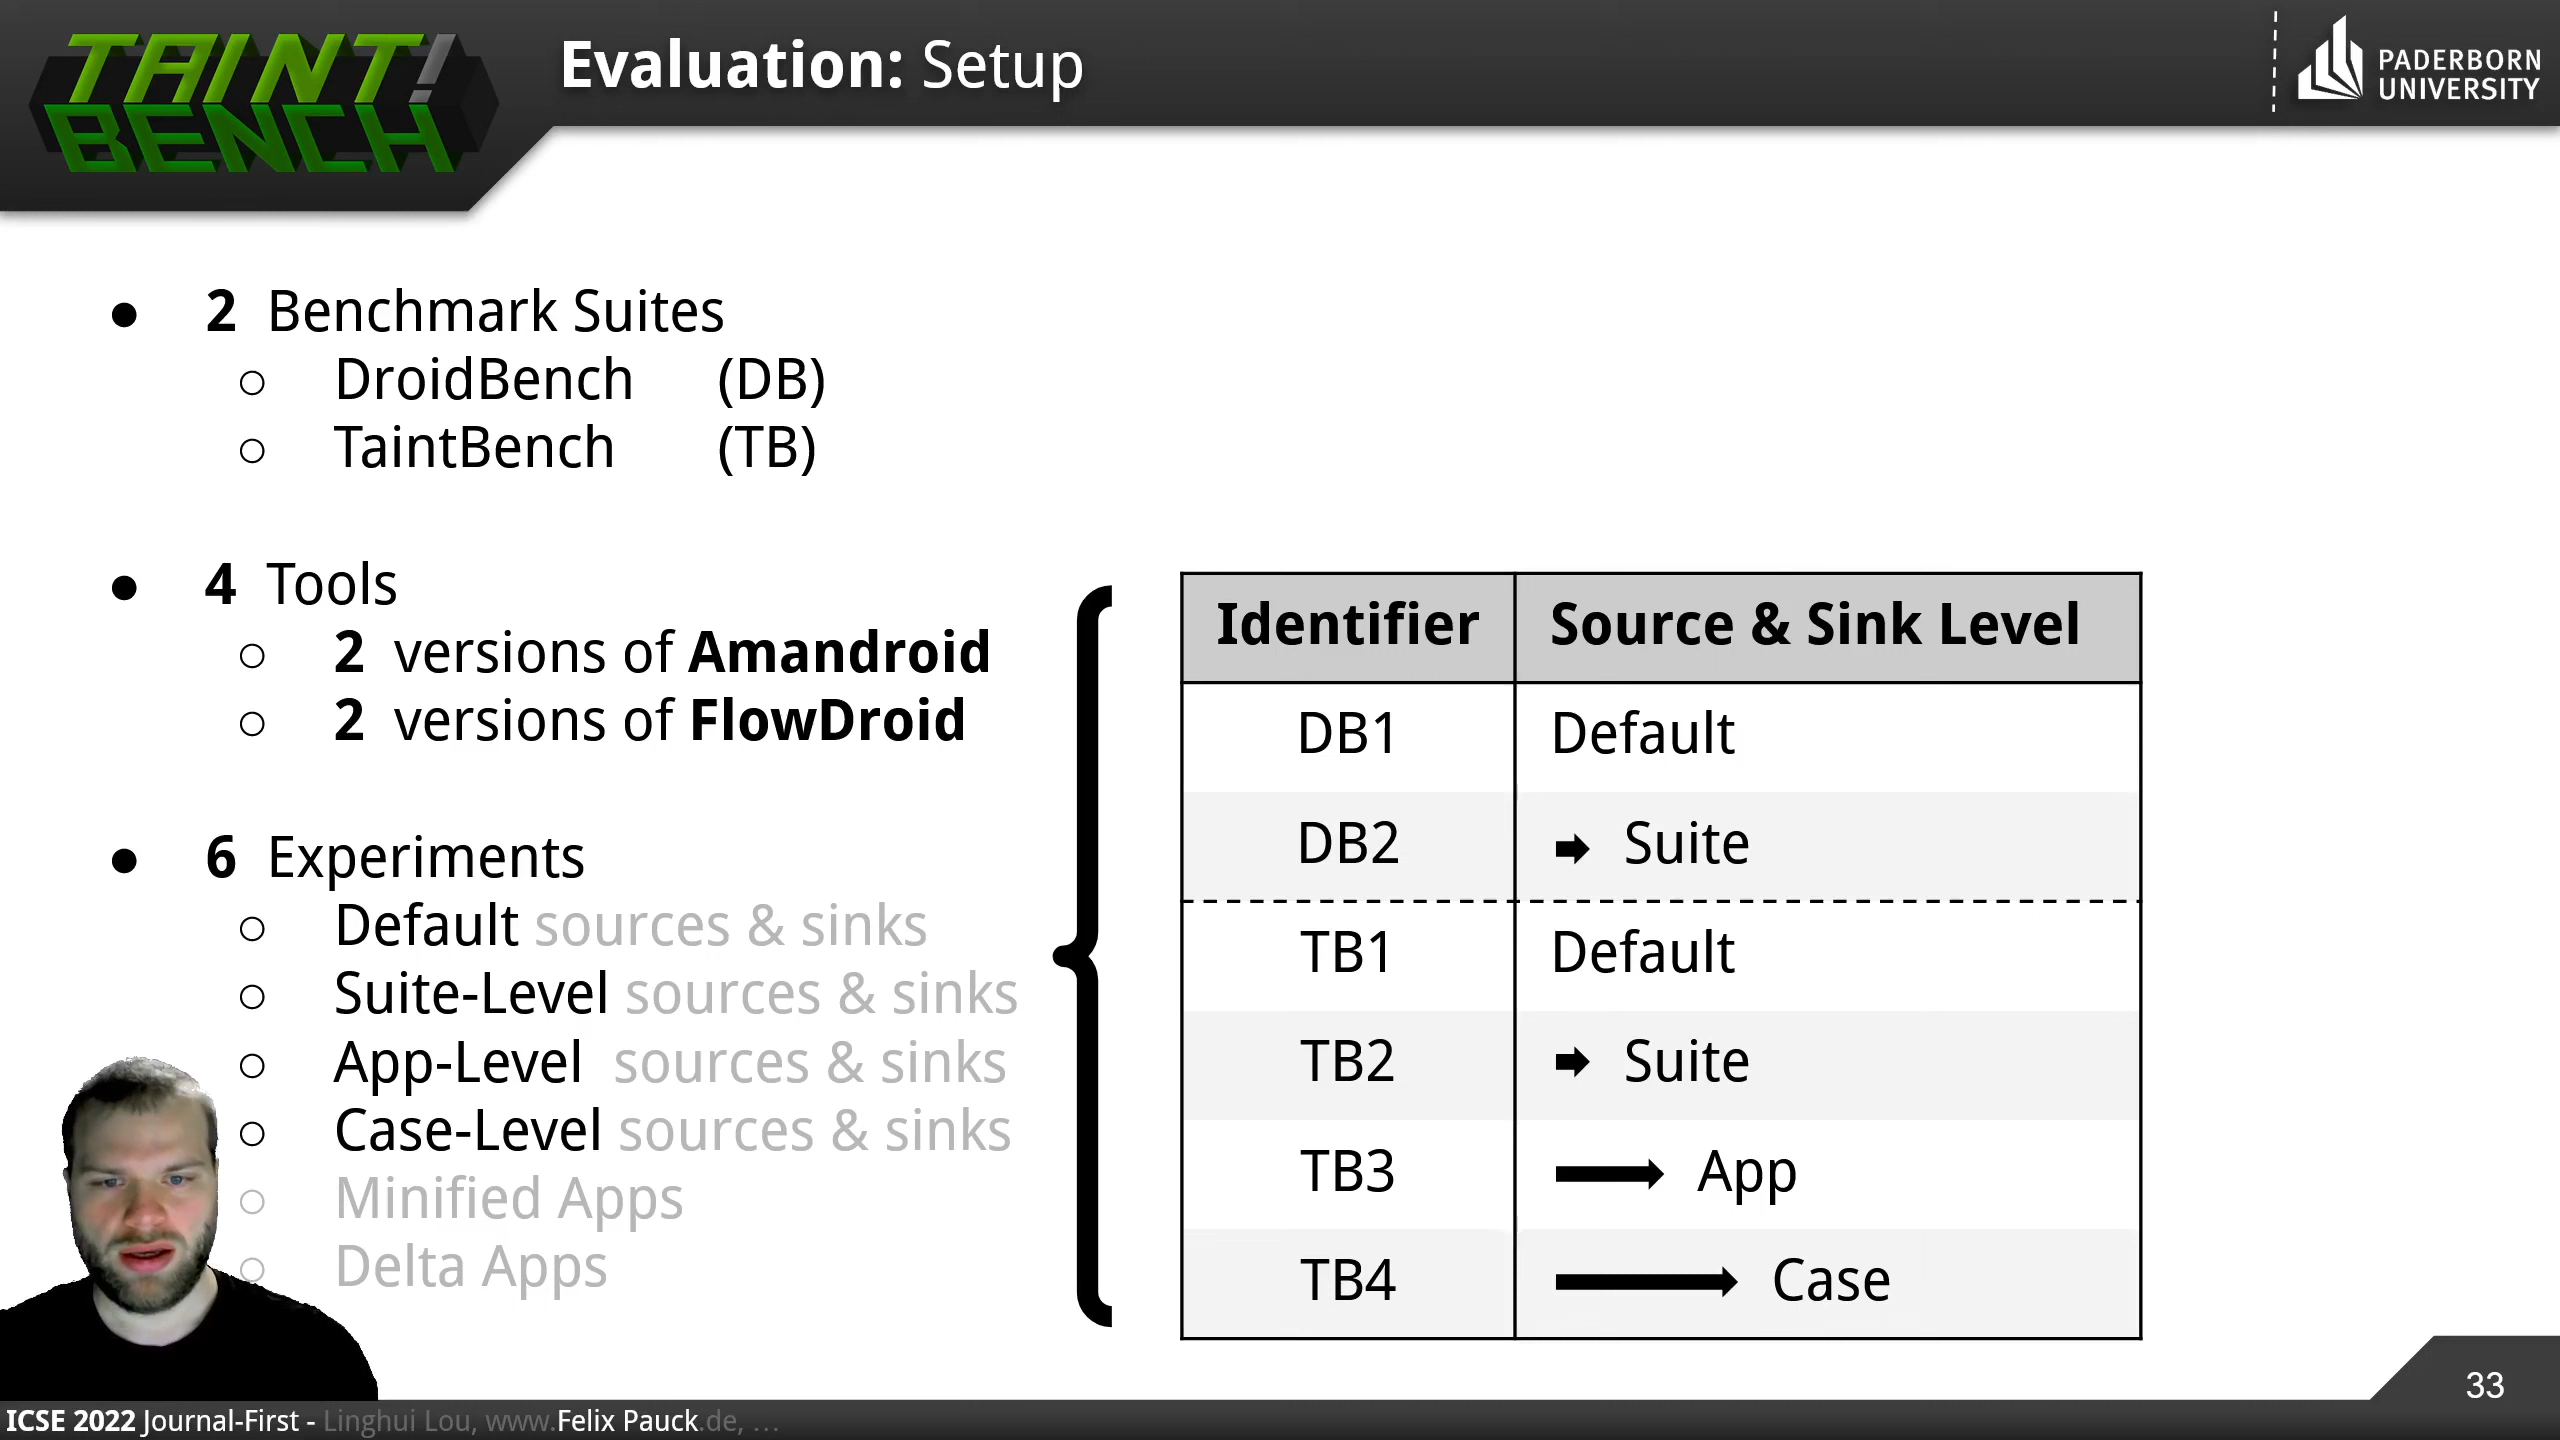 TAINT!
BENCH
Evaluation: Setup
PADERBORN
UNIVERSITY
● 2 Benchmark Suites
○ DroidBench (DB)
○ TaintBench (TB)
● 4 Tools
○ 2 versions of Amandroid
○ 2 versions of FlowDroid
● 6 Experiments
○ Default sources & sinks
○ Suite-Level sources & sinks
○ App-Level sources & sinks
○ Case-Level sources & sinks
○ Minified Apps
○ Delta Apps
Identifier Source & Sink Level
DB1 Default
DB2 Suite
TB1 Default
TB2 Suite
TB3 App
TB4 Case
33
ICSE 2022 Journal-First - Linghui Lou, www.Felix Pauck.de, ...